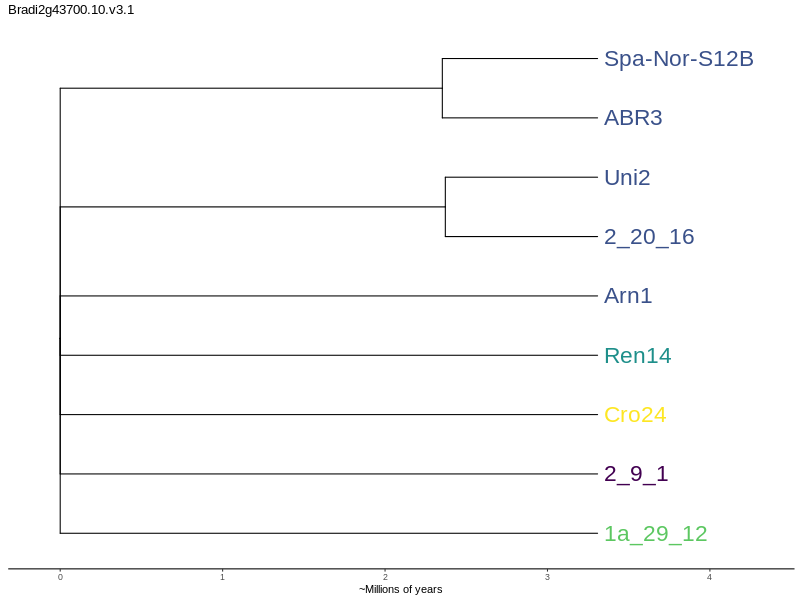 Bradi2g43700.10.v3.1
Spa-Nor-S12B
ABR3
Uni2
2_20_16
Arn1
Ren14
Cro24
2_9_1
1a_29_12
0 1 2 3 4
~Millions of years